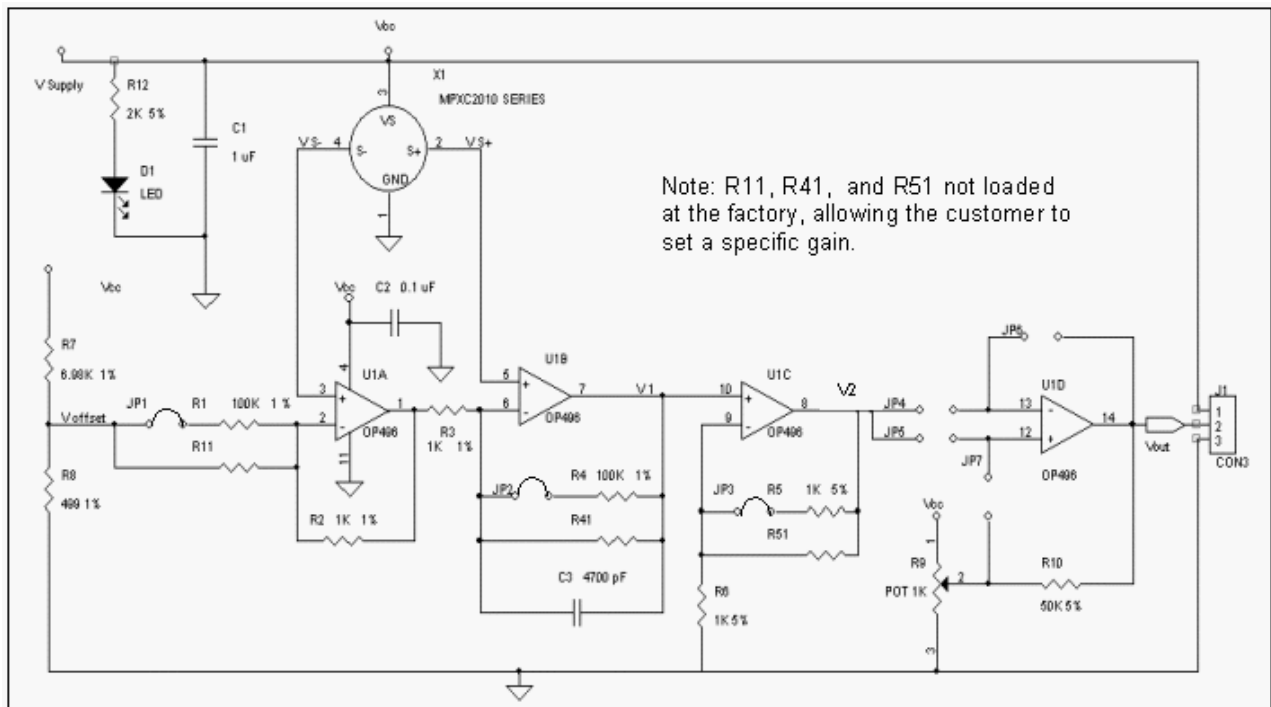 Vcc
V Supply
R12
2K 5%
C1
1 uF
D1
LED
X1
MPXC2010 SERIES
3
VS
VS- 4
S-
S+
2 VS+
GND
1
Note: R11, R41, and R51 not loaded
at the factory, allowing the customer to
set a specific gain.
Vcc
R7
6.98K 1%
Voffset
R8
499 1%
JP1
R1
100K 1%
R11
Vcc
C2 0.1 uF
4
U1A
3
+
2
-
1
OP496
11
R2 1K 1%
R3
1K 1%
U1B
5
+
6
-
7
OP496
V1
JP2
R4 100K 1%
R41
C3 4700 pF
U1C
10
+
9
-
8
OP496
V2
JP3
R5
1K 5%
R51
R6
1K 5%
JP4
JP5
JP6
U1D
13
-
12
+
14
OP496
JP7
Vcc
1
R9
POT 1K
2
3
R10
50K 5%
Vout
J1
1
2
3
CON3